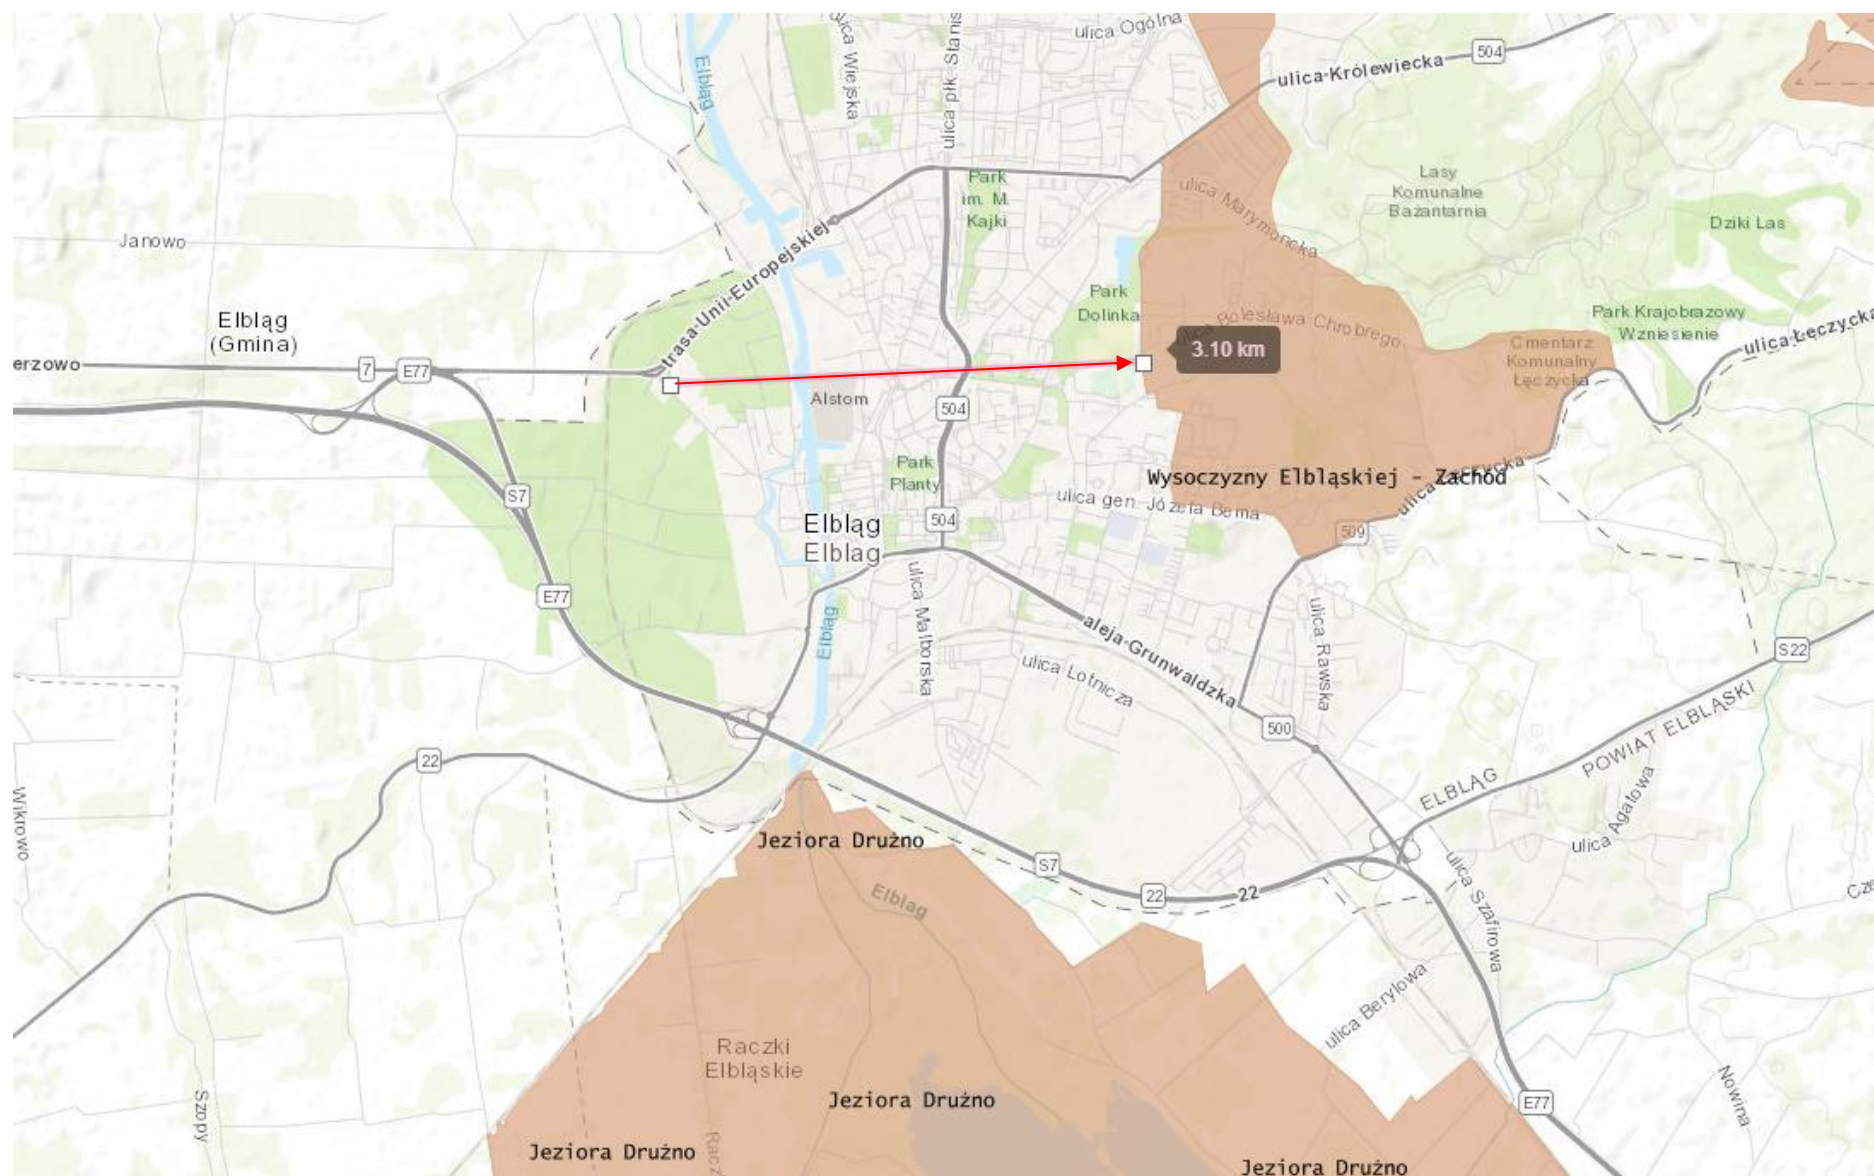 ulica Wiejska
ulica płk. Stanis
ulica Ogólna
504
ulica Królewiecka
Elbląg
Park
im. M.
Kajki
ulica Marymoncka
Lasy
Komunalne
Bażantarnia
Dziki Las
Janowo
trasa Unii Europejskiej
Park
Dolinka
ulica Bolesława Chrobrego
Park Krajobrazowy
Wzniesienie
ulica Łęczycka
Elbląg
(Gmina)
3.10 km
Cmentarz
Komunalny
Łęczycka
erzowo
7
E77
Alstom
504
Park
Planty
Wysoczyzny Elbląskiej - Zachód
ulica Łęczycka
S7
ulica gen. Józefa Bema
504
Elbląg
Elblag
509
E77
ulica Malborska
Elbląg
aleja Grunwaldzka
ulica Rawska
ulica Lotnicza
S22
500
POWIAT ELBLĄSKI
22
ELBLĄG
ulica Agatowa
Wikrowo
Jeziora Drużno
S7
22
22
ulica Szafirowa
Elbląg
Cze
ulica Berylowa
Raczki
Elbląskie
Jeziora Drużno
E77
Nowina
Szopy
Racz
Jeziora Drużno
Jeziora Drużno